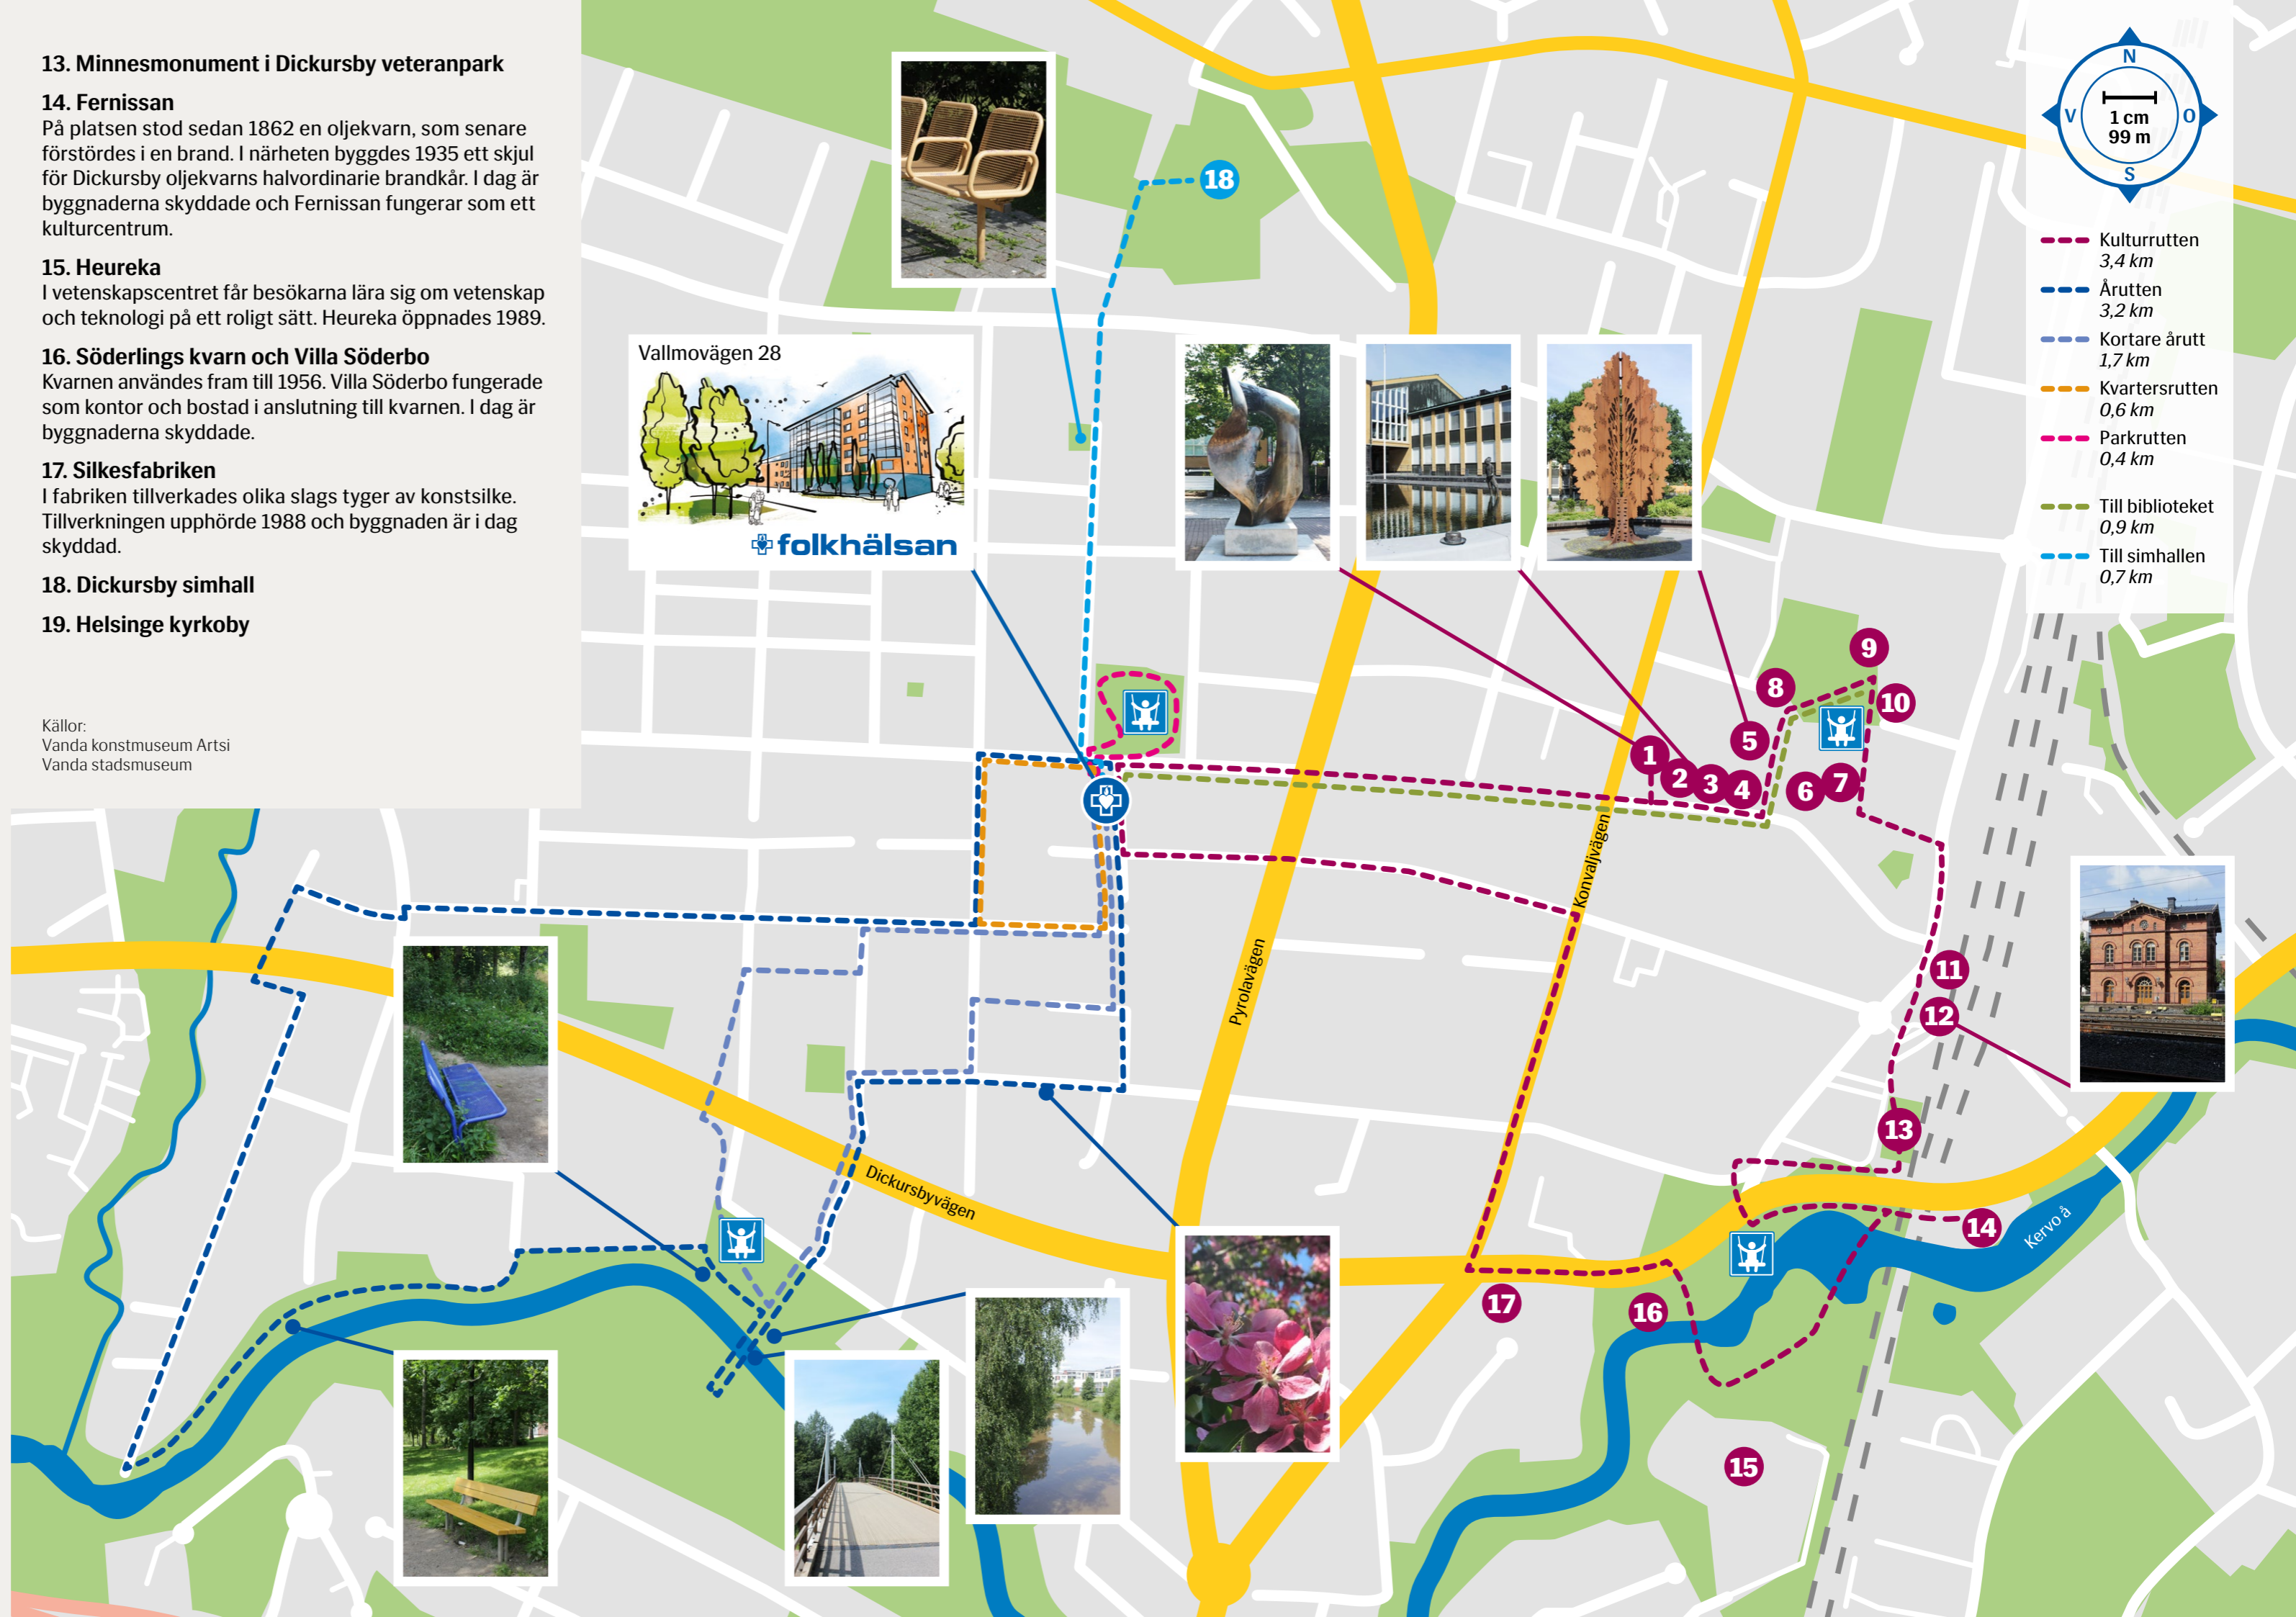 13. Minnesmonument i Dickursby veteranpark
14. Fernissan
På platsen stod sedan 1862 en oljekvarn, som senare
förstördes i en brand. I närheten byggdes 1935 ett skjul
för Dickursby oljekvarns halvordinarie brandkår. I dag är
byggnaderna skyddade och Fernissan fungerar som ett
kulturcentrum.
15. Heureka
I vetenskapscentret får besökarna lära sig om vetenskap
och teknologi på ett roligt sätt. Heureka öppnades 1989.
16. Söderlings kvarn och Villa Söderbo
Kvarnen användes fram till 1956. Villa Söderbo fungerade
som kontor och bostad i anslutning till kvarnen. I dag är
byggnaderna skyddade.
17. Silkesfabriken
I fabriken tillverkades olika slags tyger av konstsilke.
Tillverkningen upphörde 1988 och byggnaden är i dag
skyddad.
18. Dickursby simhall
19. Helsinge kyrkoby
Källor:
Vanda konstmuseum Artsi
Vanda stadsmuseum
N
V
1 cm
99 m
O
S
Kulturrutten
3,4 km
Årutten
3,2 km
Kortare årutt
1,7 km
Kvartersrutten
0,6 km
Parkrutten
0,4 km
Till biblioteket
0,9 km
Till simhallen
0,7 km
18
Vallmovägen 28
folkhälsan
9
8
10
5
1
2
3
4
6
7
Konvaljvägen
Pyrolavägen
11
12
13
Dickursbyvägen
14
Kervo å
17
16
15